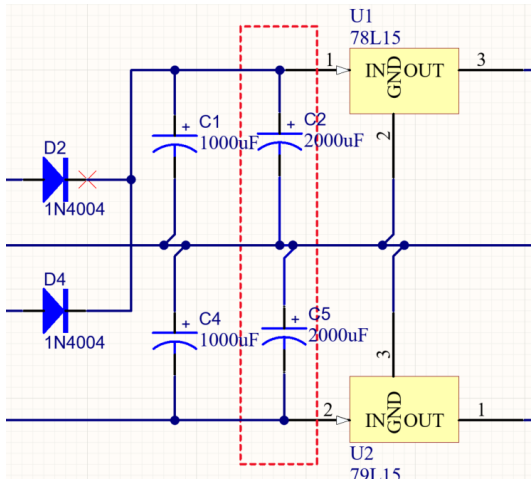 U1
78L15
1
IN
GND
OUT
3
2
+
C1
1000uF
+
C2
2000uF
D2
1N4004
D4
1N4004
+
C4
1000uF
+
C5
2000uF
3
2
IN
GND
OUT
1
U2
79L15